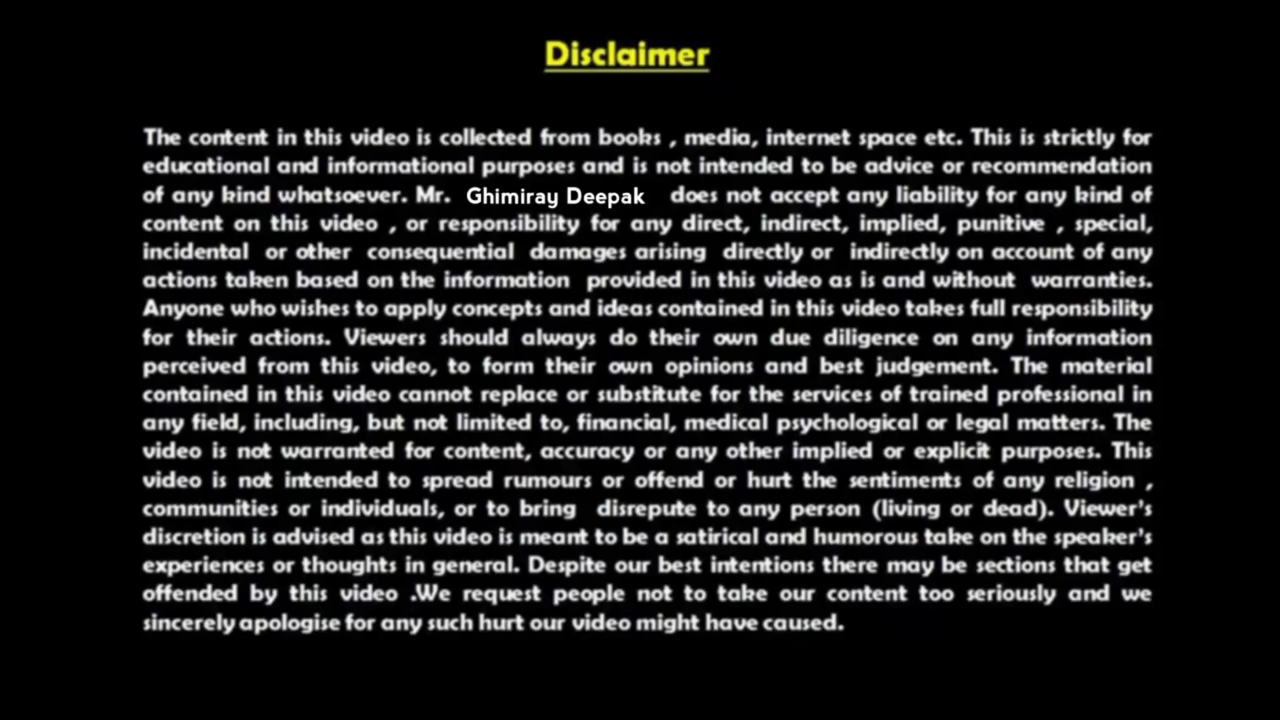 Disclaimer
The content in this video is collected from books , media, internet space etc. This is strictly for
educational and informational purposes and is not intended to be advice or recommendation
of any kind whatsoever. Mr. Ghimiray Deepak does not accept any liability for any kind of
content on this video , or responsibility for any direct, indirect, implied, punitive , special,
incidental or other consequential damages arising directly or indirectly on account of any
actions taken based on the information provided in this video as is and without warranties.
Anyone who wishes to apply concepts and ideas contained in this video takes full responsibility
for their actions. Viewers should always do their own due diligence on any information
perceived from this video, to form their own opinions and best judgement. The material
contained in this video cannot replace or substitute for the services of trained professional in
any field, including, but not limited to, financial, medical psychological or legal matters. The
video is not warranted for content, accuracy or any other implied or explicit purposes. This
video is not intended to spread rumours or offend or hurt the sentiments of any religion ,
communities or individuals, or to bring disrepute to any person (living or dead). Viewer's
discretion is advised as this video is meant to be a satirical and humorous take on the speaker's
experiences or thoughts in general. Despite our best intentions there may be sections that get
offended by this video .We request people not to take our content too seriously and we
sincerely apologise for any such hurt our video might have caused.